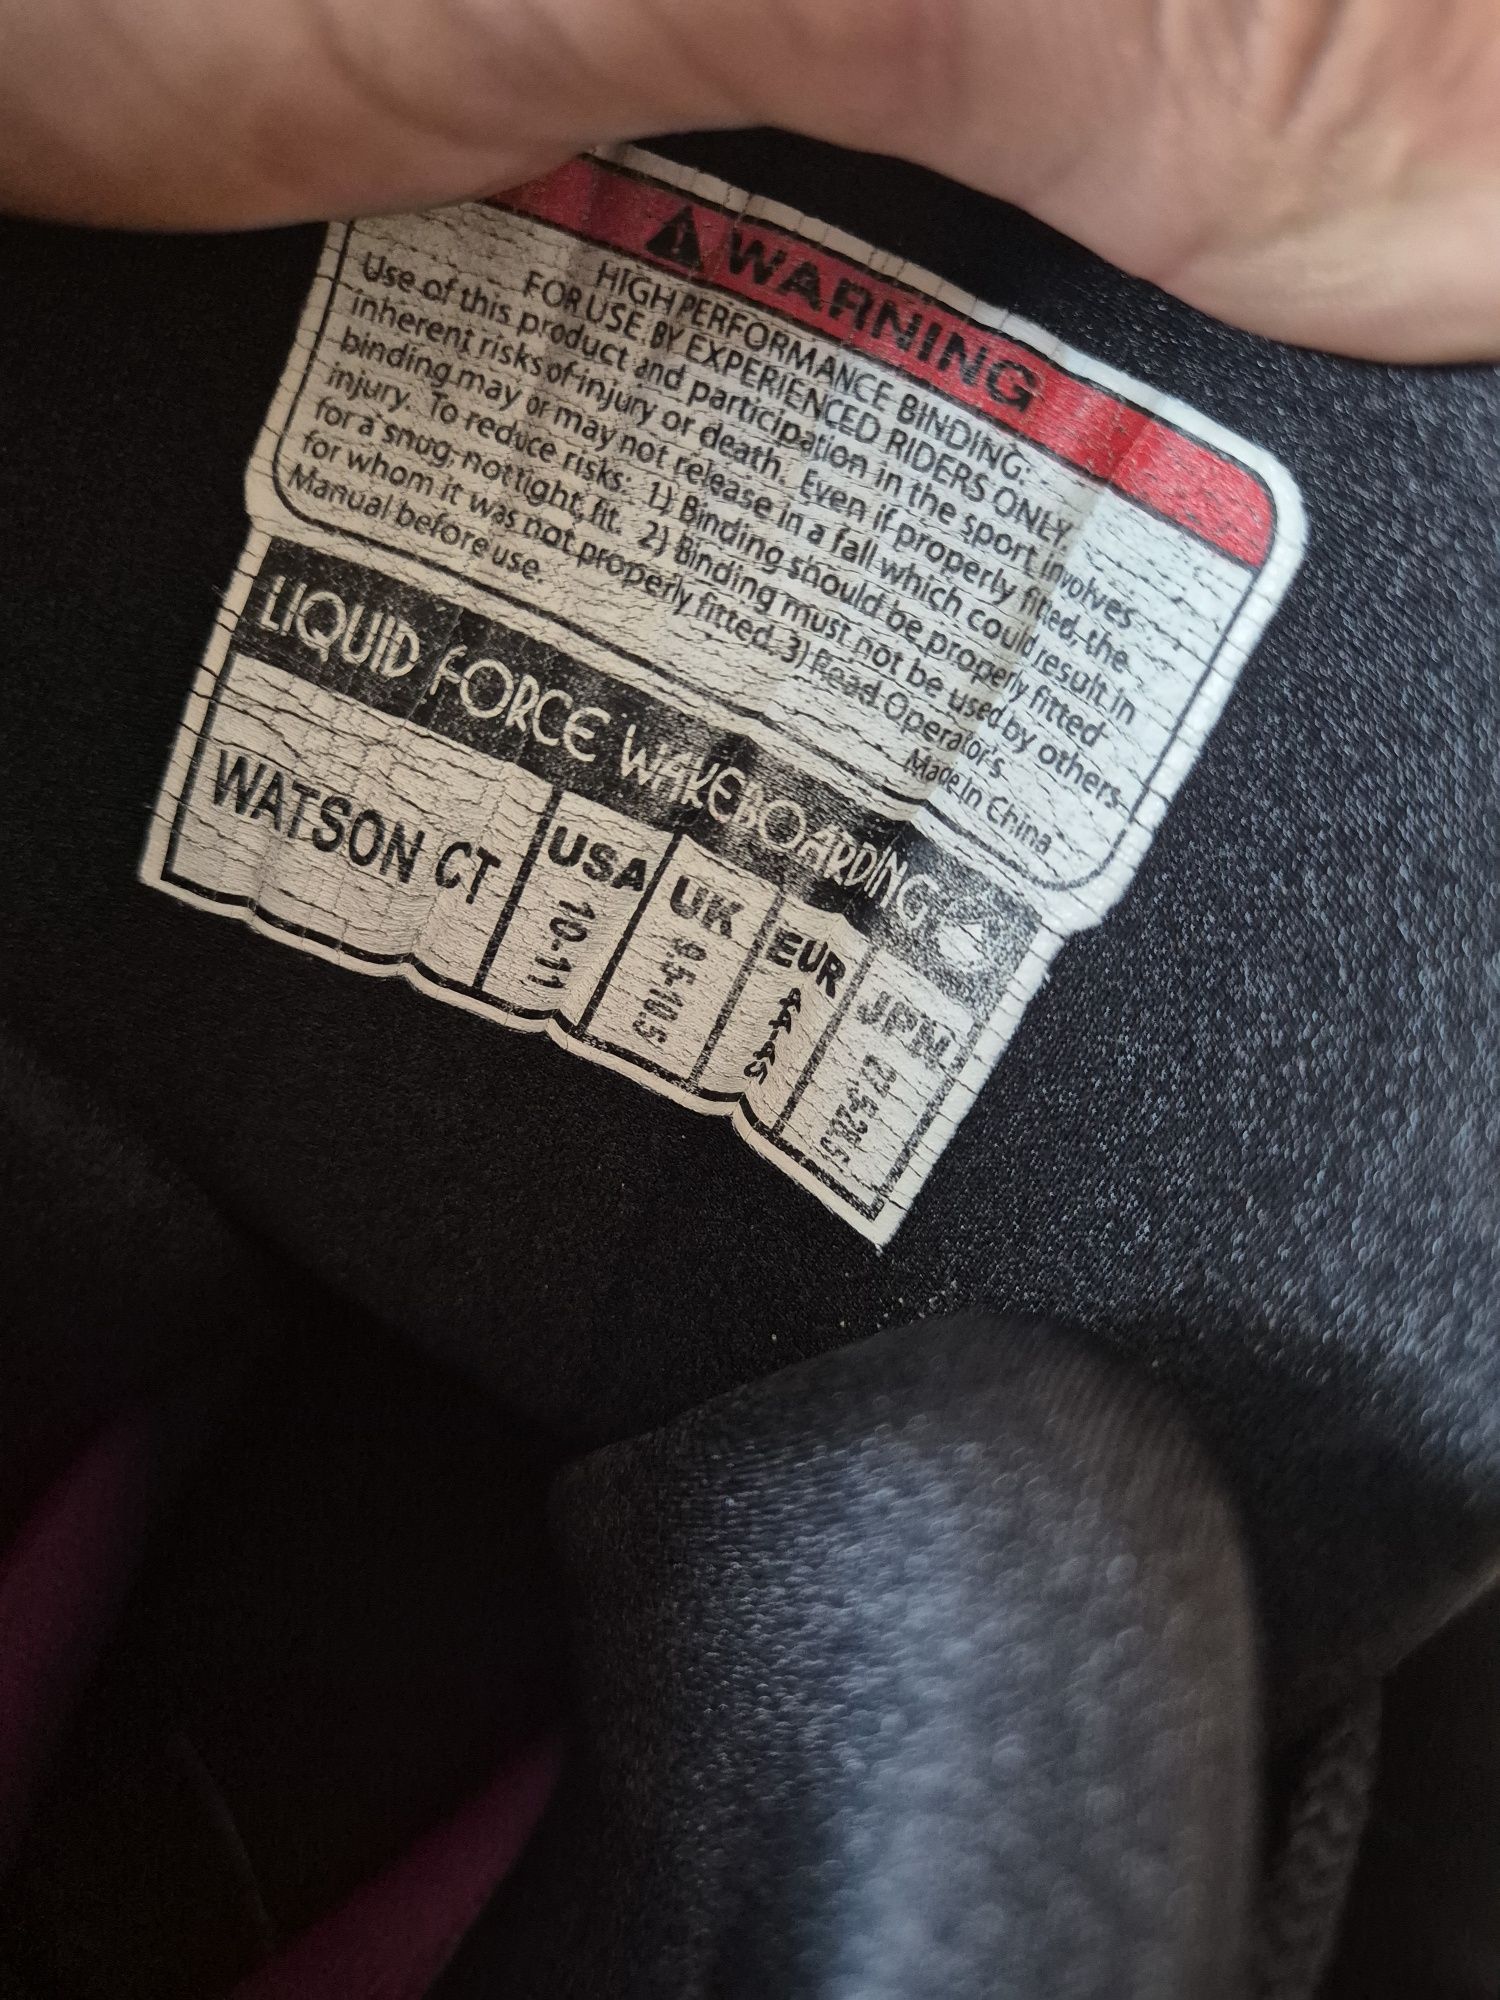 WARNING
HIGH PERFORMANCE BINDING:
FOR USE BY EXPERIENCED RIDERS ONLY.
Use of this product and participation in the sport involves
inherent risks of injury or death. Even if properly fitted, the
binding may or may not release in a fall which could result in
injury. To reduce risks: 1) Binding should be properly fitted
for a snug, not tight, fit. 2) Binding must not be used by others
for whom it was not properly fitted. 3) Read Operator's
Manual before use.
Made in China
LIQUID FORCE WAKEBOARDING
WATSON CT
USA 10-11
UK 9.5-10.5
EUR 44-45
JPN 27.5-28.5